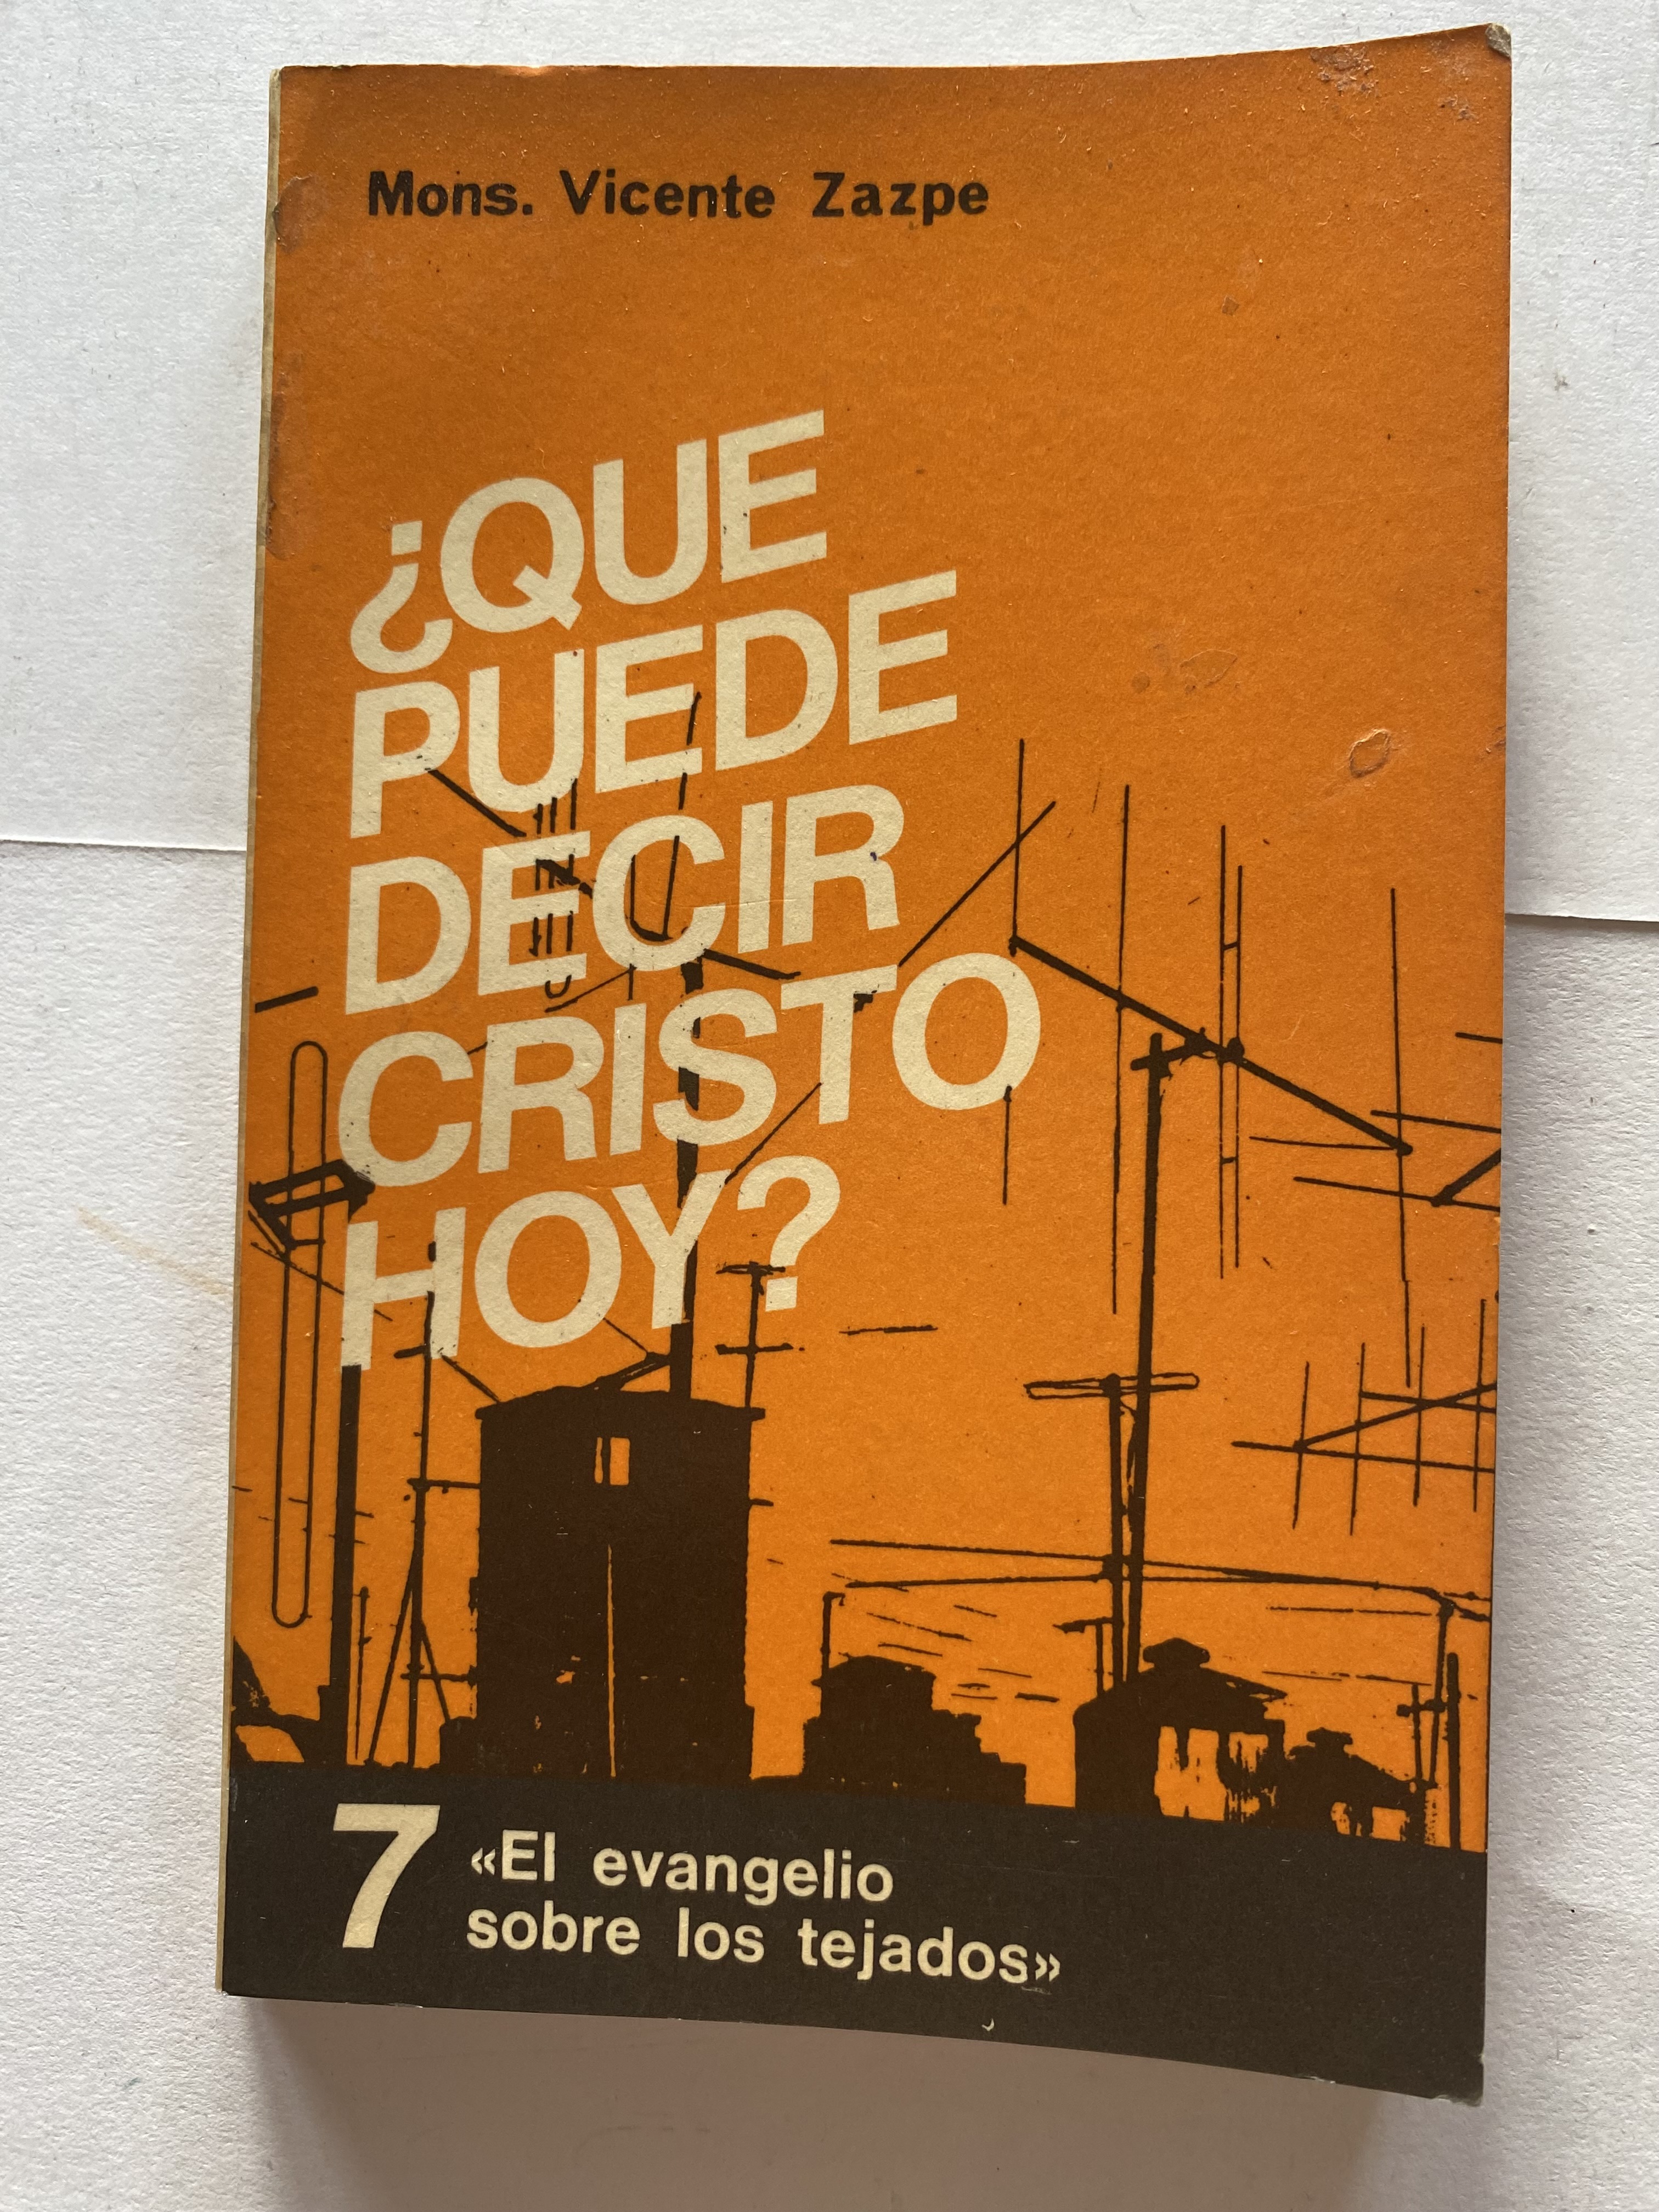 Mons. Vicente Zazpe
¿QUE
PUEDE
DECIR
CRISTO
HOY?
7 «El evangelio
sobre los tejados»